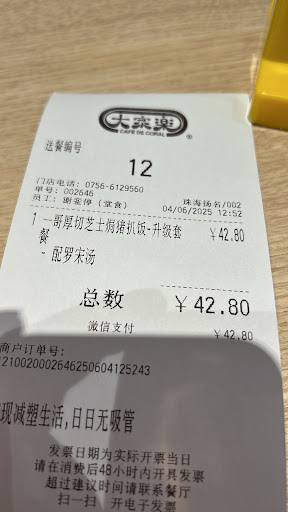 大家樂
CAFE DE CORAL
®
送餐编号
12
门店电话: 0756-6129560
单号: 002646 珠海扬名/002
员工: 谢銮停 (堂食) 04/06/2025 12:52
1 一哥厚切芝士焗猪扒饭-升级套 ￥42.80
餐
- 配罗宋汤
总数 ￥42.80
微信支付 ￥42.80
商户订单号:
12100200002646250604125243
现减塑生活,日日无吸管
发票日期为实际开票当日
请在消费后48小时内开具发票
超过建议时间请联系餐厅
扫一扫 开电子发票